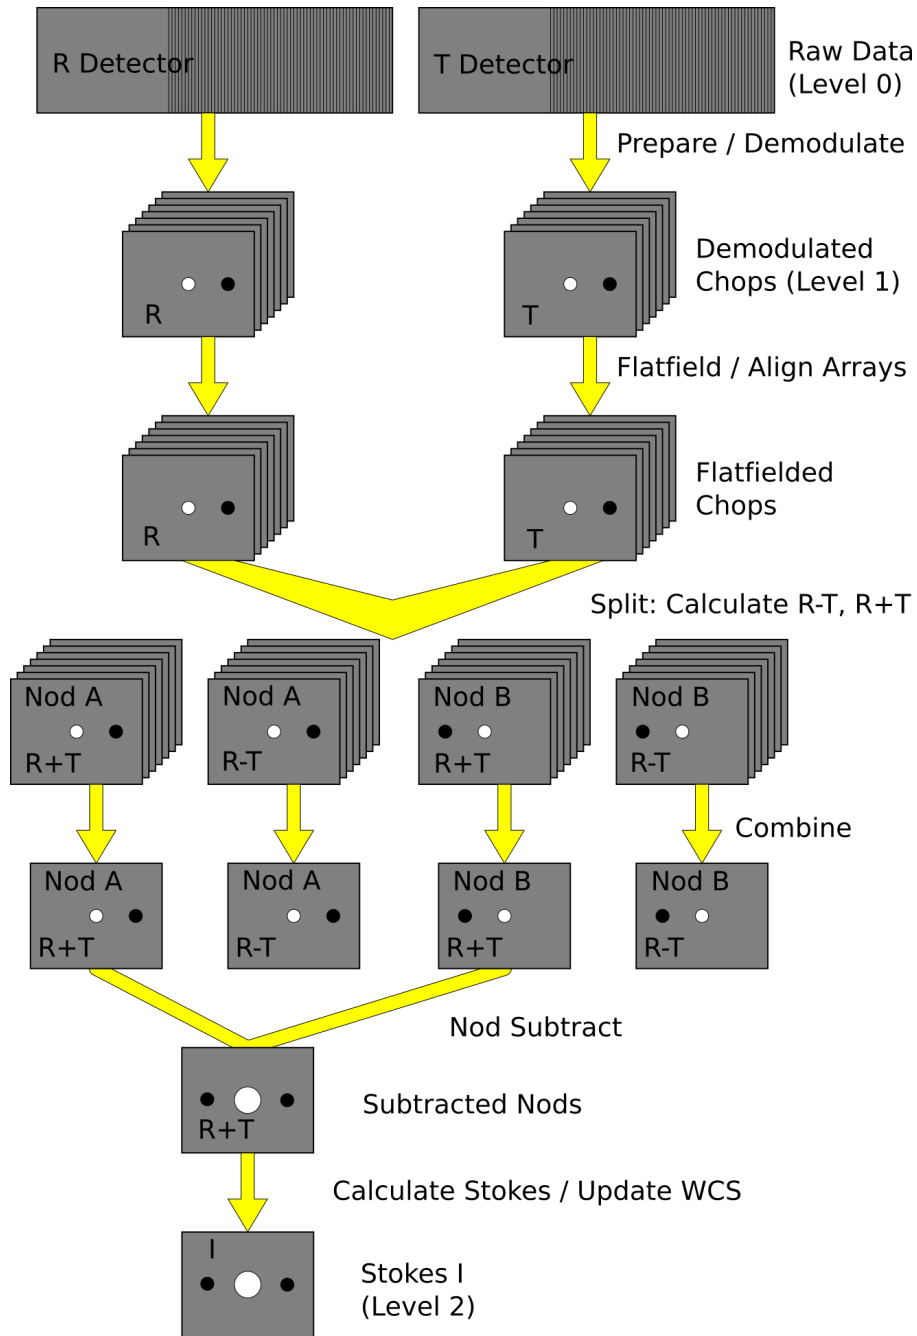 R Detector
T Detector
Raw Data
(Level 0)
Prepare / Demodulate
Demodulated
Chops (Level 1)
R
T
Flatfield / Align Arrays
Flatfielded
Chops
R
T
Split: Calculate R-T, R+T
Nod A
R+T
Nod A
R-T
Nod B
R+T
Nod B
R-T
Combine
Nod A
R+T
Nod A
R-T
Nod B
R+T
Nod B
R-T
Nod Subtract
R+T
Subtracted Nods
Calculate Stokes / Update WCS
I
Stokes I
(Level 2)